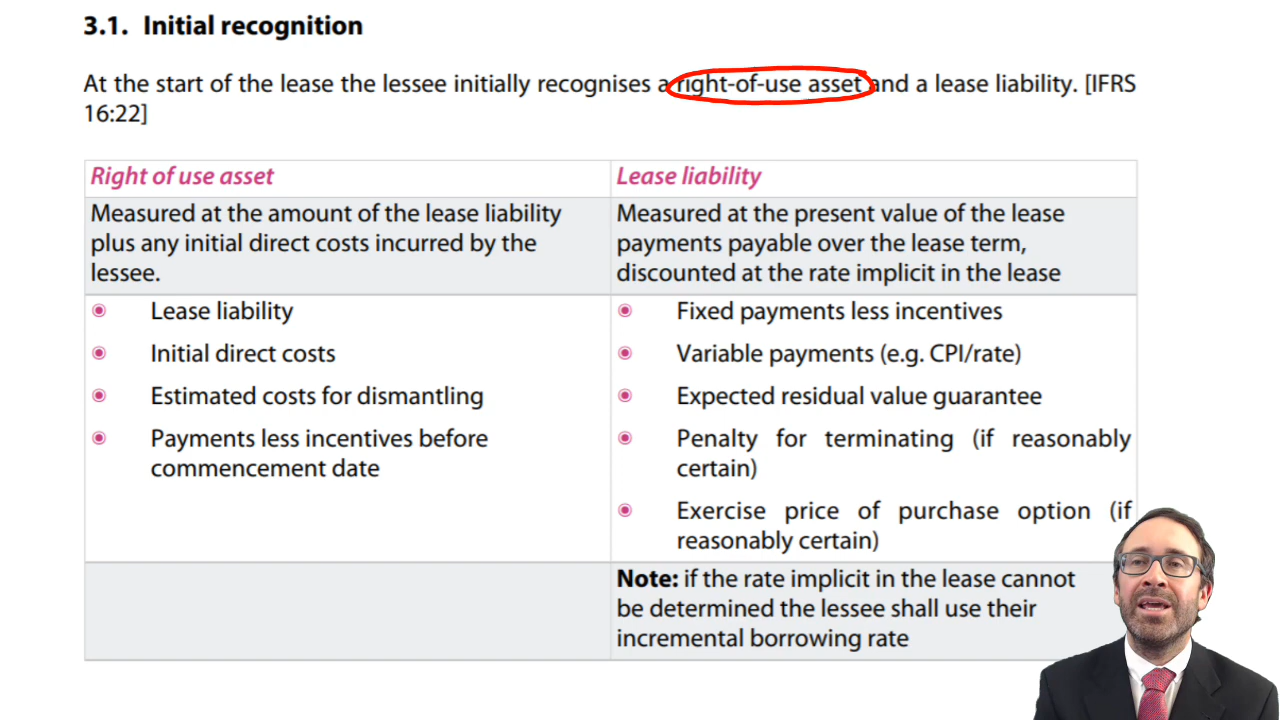 3.1. Initial recognition
At the start of the lease the lessee initially recognises a right-of-use asset and a lease liability. [IFRS
16:22]
Right of use asset
Measured at the amount of the lease liability
plus any initial direct costs incurred by the
lessee.
Lease liability
Initial direct costs
Estimated costs for dismantling
Payments less incentives before
commencement date
Lease liability
Measured at the present value of the lease
payments payable over the lease term,
discounted at the rate implicit in the lease
Fixed payments less incentives
Variable payments (e.g. CPI/rate)
Expected residual value guarantee
Penalty for terminating (if reasonably
certain)
Exercise price of purchase option (if
reasonably certain)
Note: if the rate implicit in the lease cannot
be determined the lessee shall use their
incremental borrowing rate